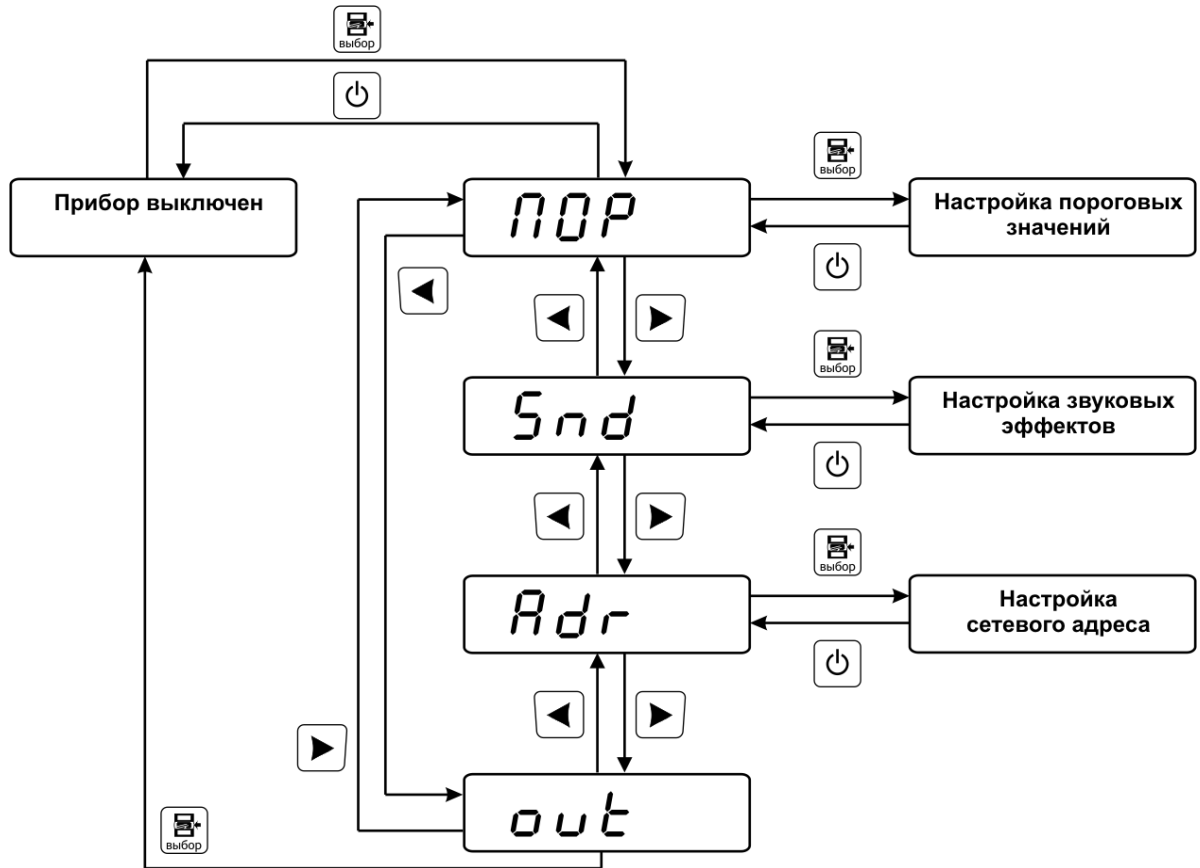 выбор
выбор
Прибор выключен
ПОР
Настройка пороговых
значений
выбор
Snd
Настройка звуковых
эффектов
выбор
Adr
Настройка
сетевого адреса
out
выбор